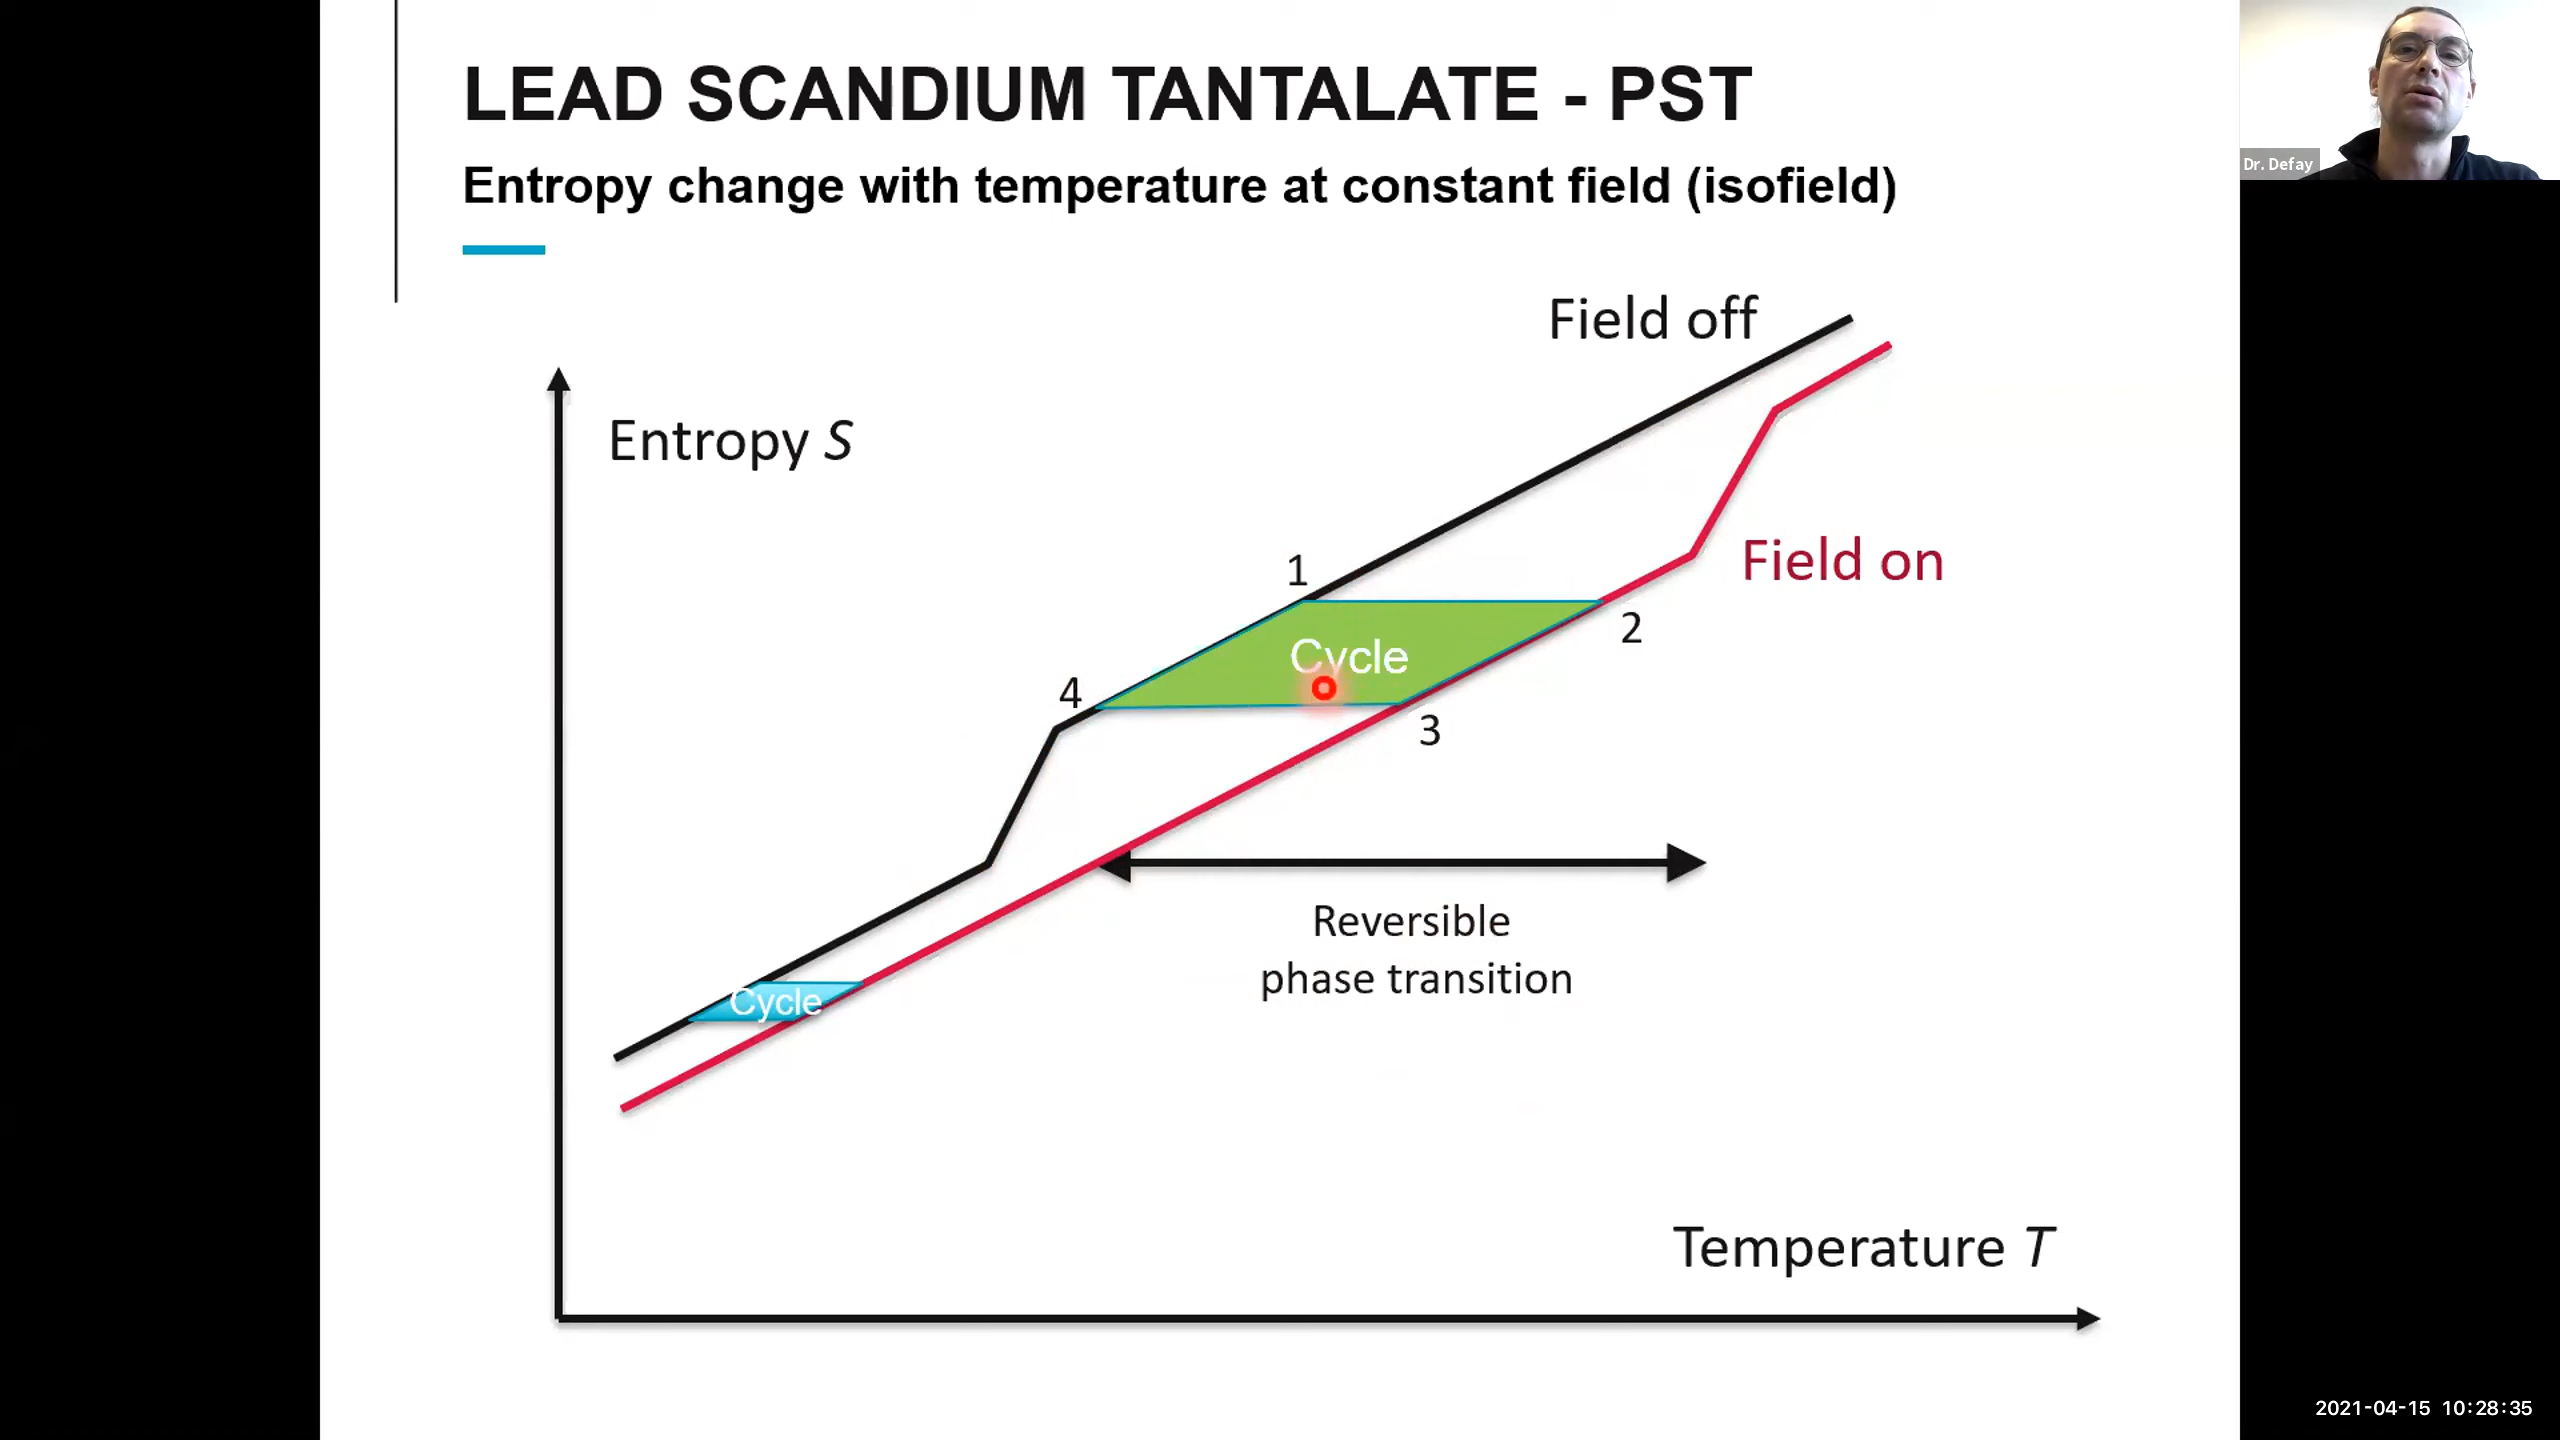 LEAD SCANDIUM TANTALATE - PST
Entropy change with temperature at constant field (isofield)
Dr. Defay
Field off
Entropy S
Field on
1
Cycle
2
4
3
Reversible
phase transition
Cycle
Temperature T
2021-04-15 10:28:35